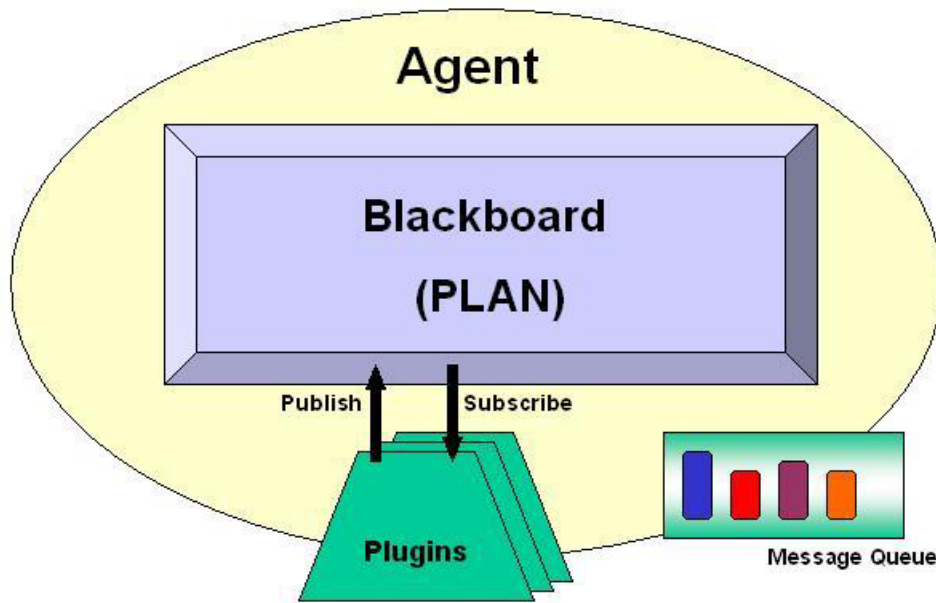 Agent
Blackboard
(PLAN)
Publish
Subscribe
Plugins
Message Queue